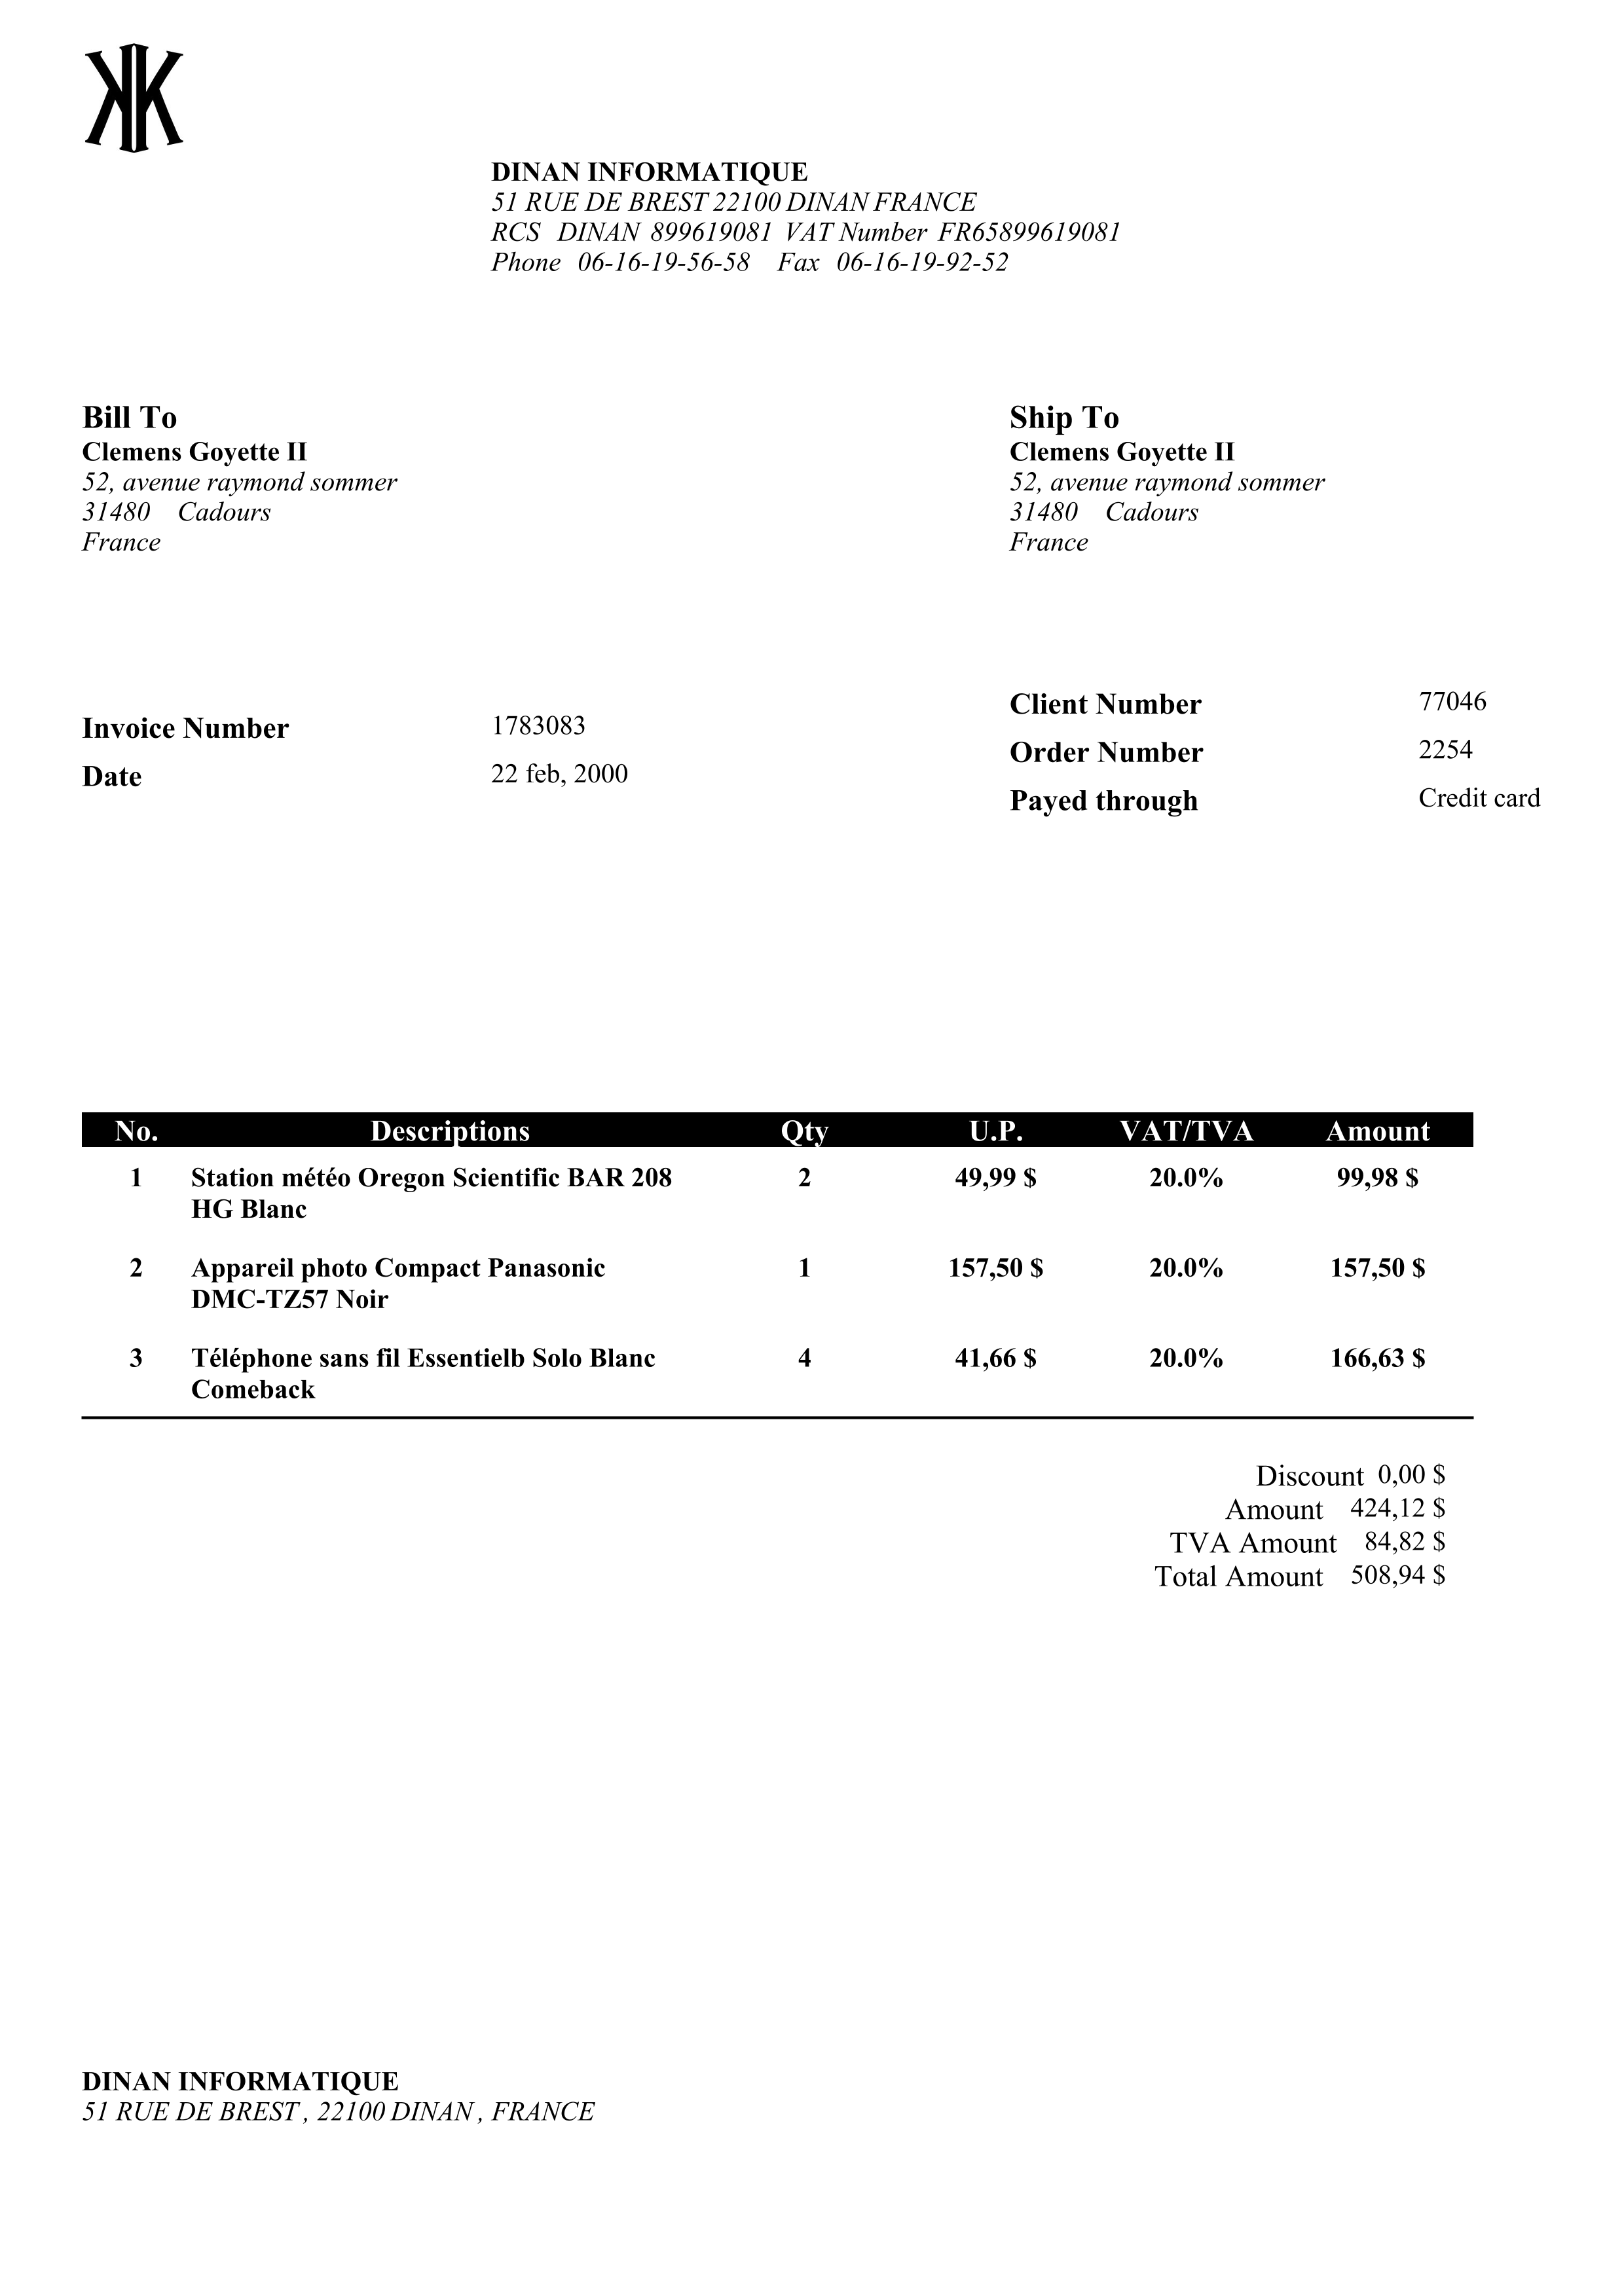 DINAN INFORMATIQUE
51 RUE DE BREST 22100 DINAN FRANCE
RCS DINAN 899619081 VAT Number FR65899619081
Phone 06-16-19-56-58 Fax 06-16-19-92-52
Bill To
Clemens Goyette II
52, avenue raymond sommer
31480 Cadours
France
Ship To
Clemens Goyette II
52, avenue raymond sommer
31480 Cadours
France
Invoice Number 1783083
Date 22 feb, 2000
Client Number 77046
Order Number 2254
Payed through Credit card
No. Descriptions Qty U.P. VAT/TVA Amount
1 Station météo Oregon Scientific BAR 208 2 49,99 $ 20.0% 99,98 $
HG Blanc
2 Appareil photo Compact Panasonic 1 157,50 $ 20.0% 157,50 $
DMC-TZ57 Noir
3 Téléphone sans fil Essentielb Solo Blanc 4 41,66 $ 20.0% 166,63 $
Comeback
Discount 0,00 $
Amount 424,12 $
TVA Amount 84,82 $
Total Amount 508,94 $
DINAN INFORMATIQUE
51 RUE DE BREST , 22100 DINAN , FRANCE